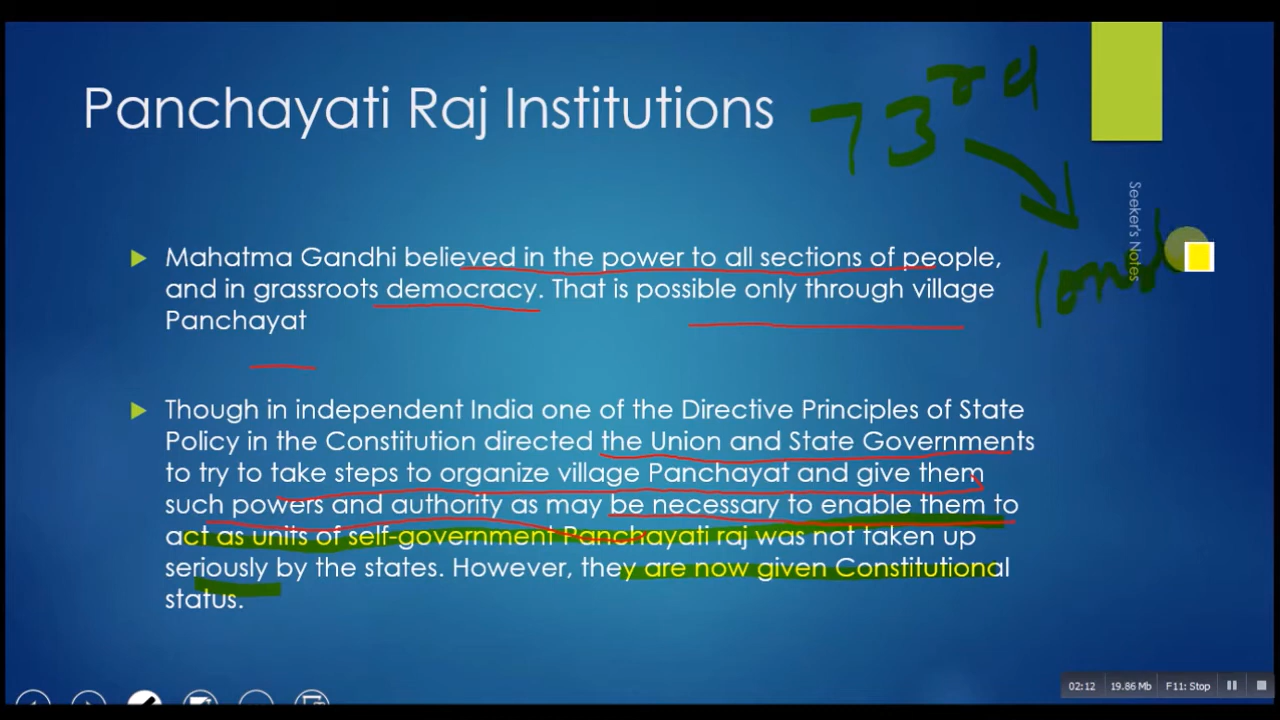 Panchayati Raj Institutions
73rd
Seeker's Notes
Mahatma Gandhi believed in the power to all sections of people,
and in grassroots democracy. That is possible only through village
Panchayat
Though in independent India one of the Directive Principles of State
Policy in the Constitution directed the Union and State Governments
to try to take steps to organize village Panchayat and give them
such powers and authority as may be necessary to enable them to
act as units of self-government Panchayati raj was not taken up
seriously by the states. However, they are now given Constitutional
status.
02:12 19.86 Mb F11: Stop